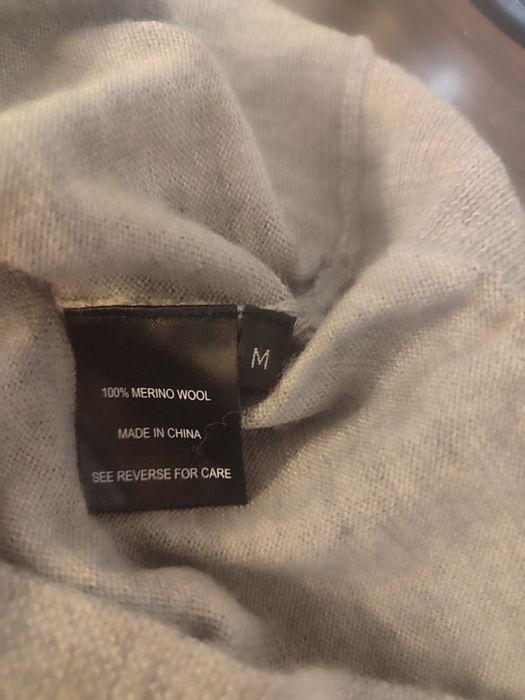 M
100% MERINO WOOL
MADE IN CHINA
SEE REVERSE FOR CARE